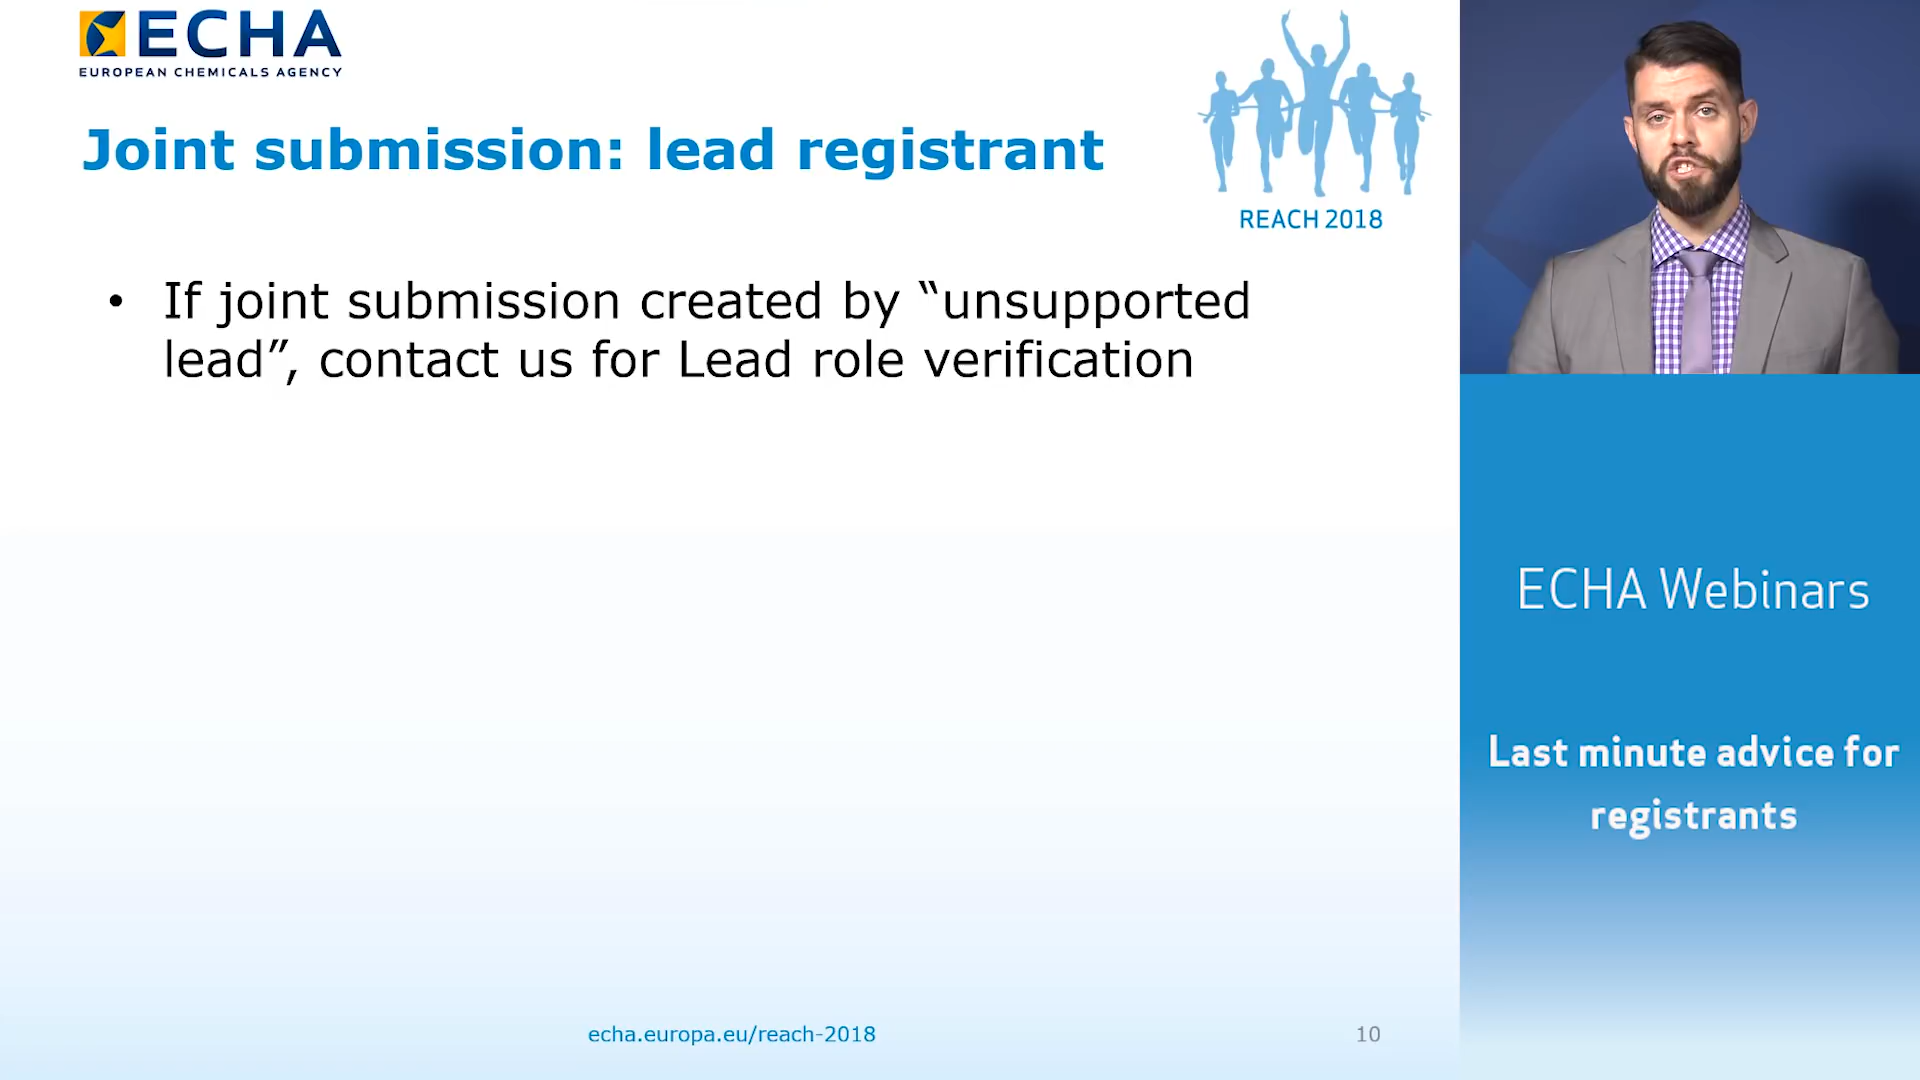 ECHA
EUROPEAN CHEMICALS AGENCY
Joint submission: lead registrant
REACH 2018
• If joint submission created by “unsupported
lead”, contact us for Lead role verification
ECHA Webinars
Last minute advice for
registrants
echa.europa.eu/reach-2018
10